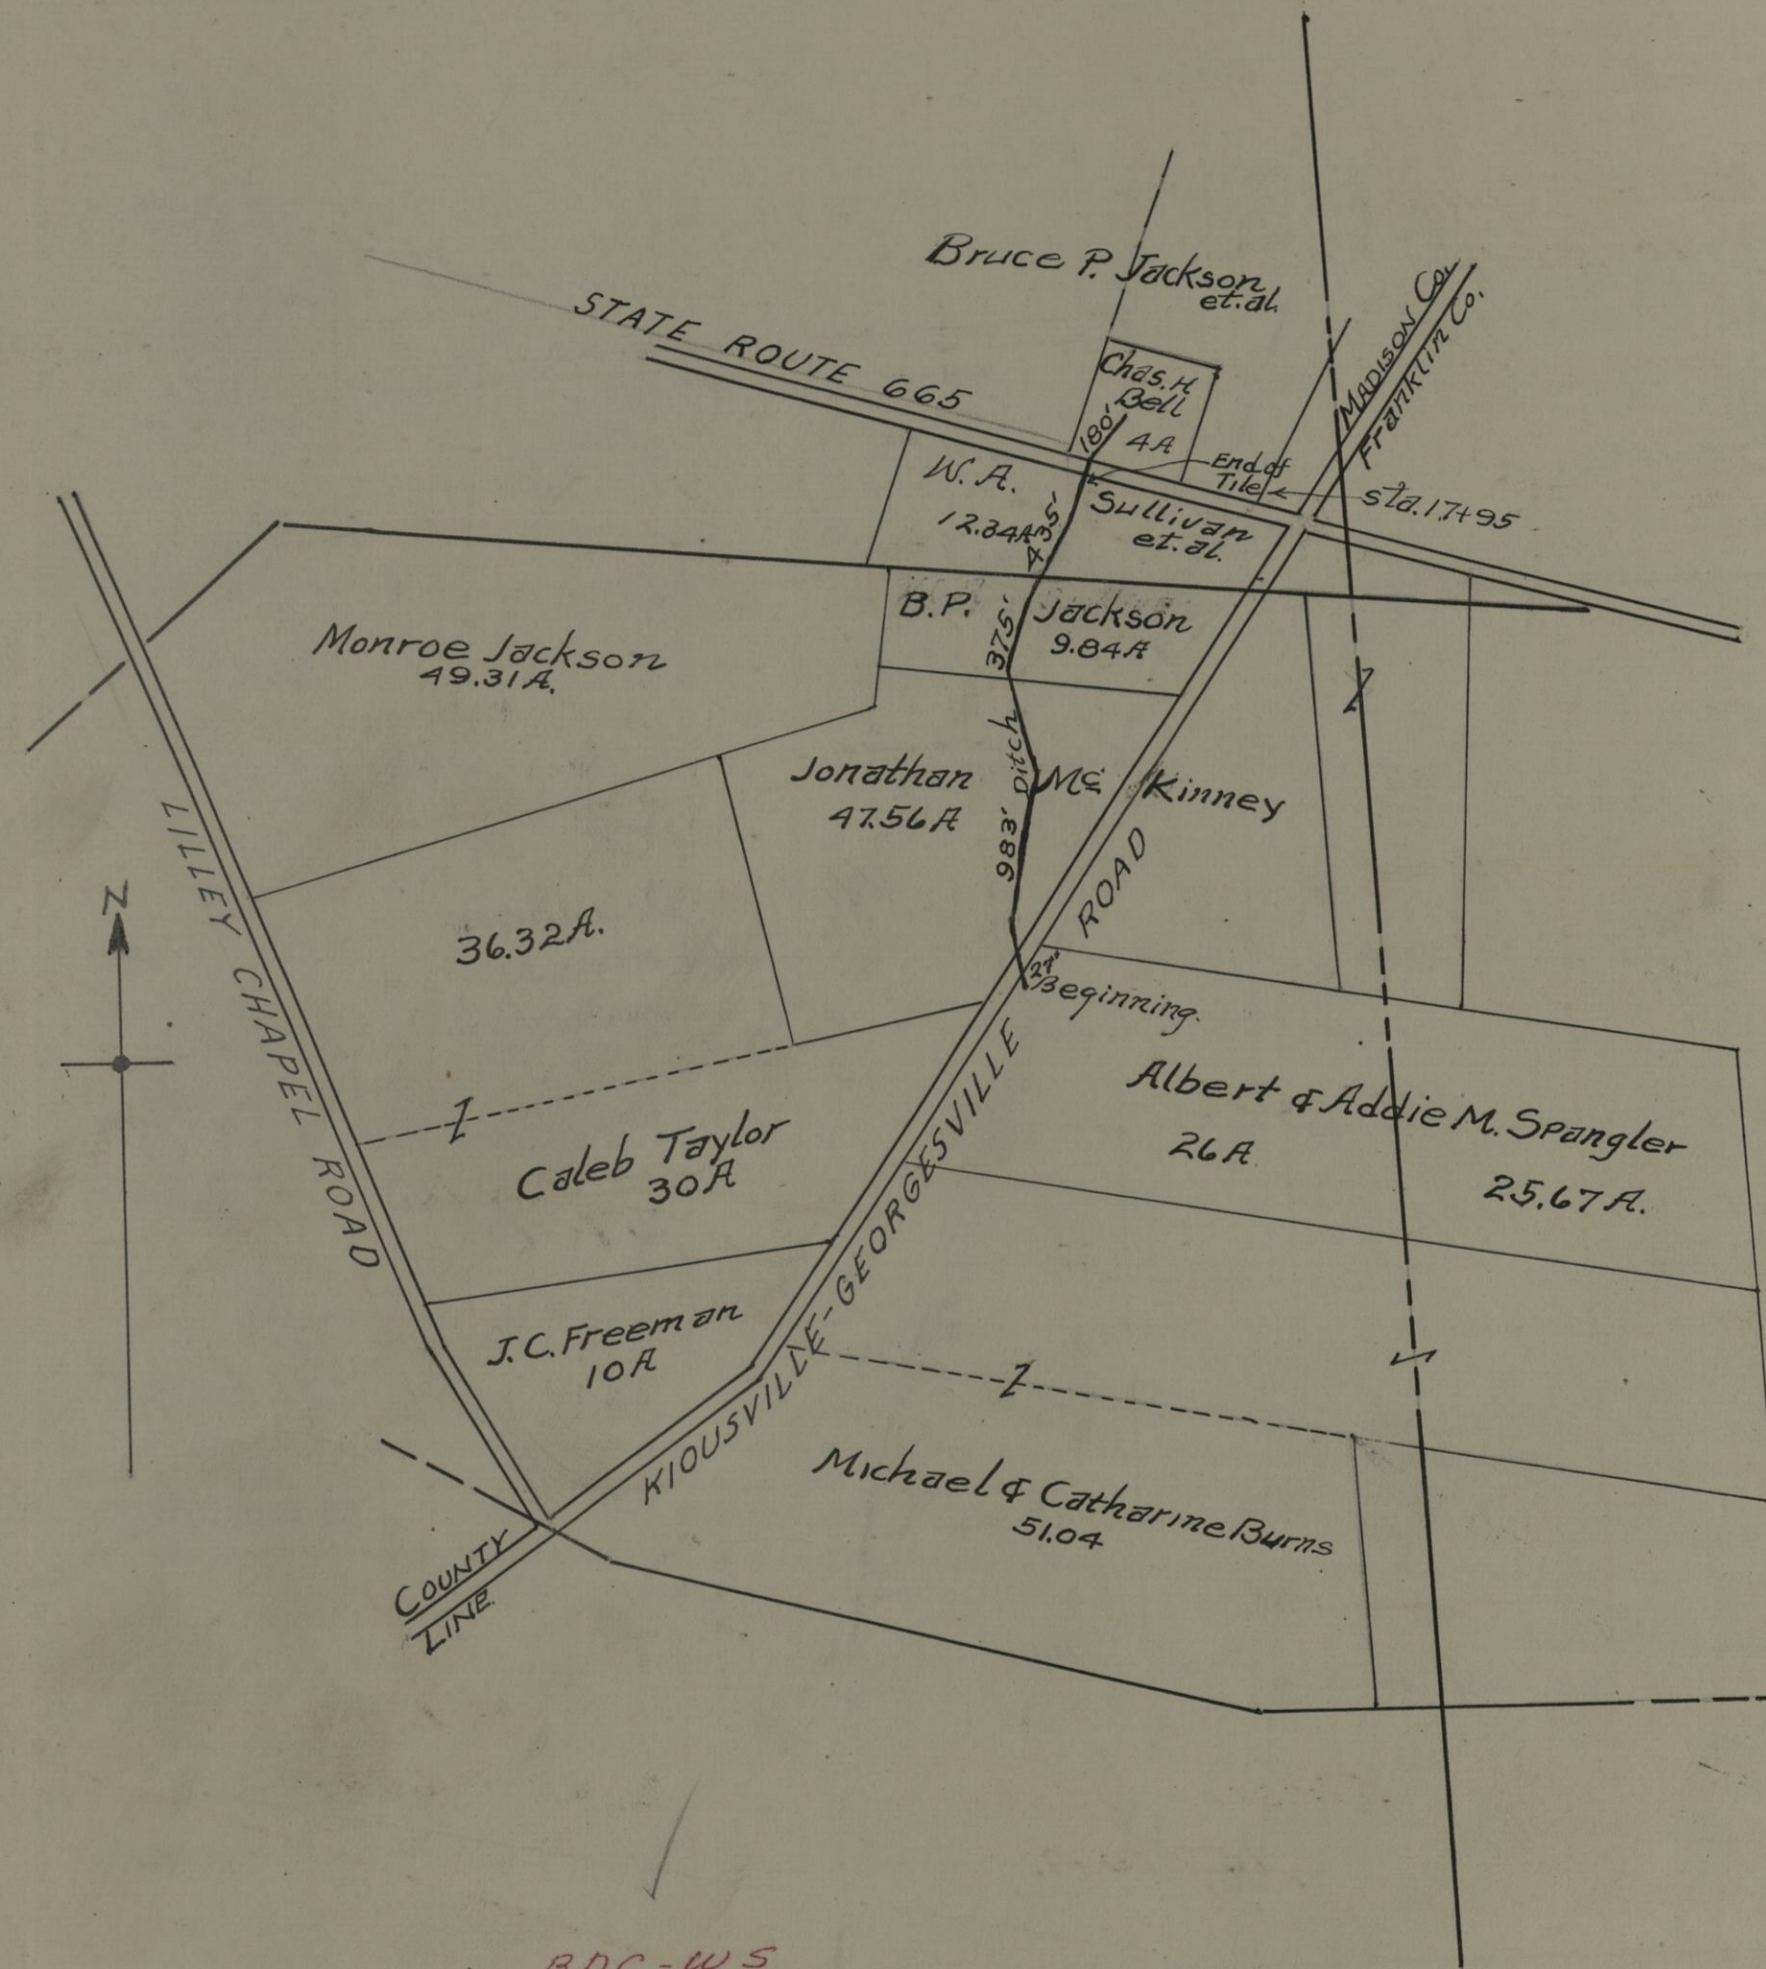 Bruce P. Jackson
et.al.
MADISON Co.
Franklin Co.
STATE ROUTE 665
Chas. H
Bell
4A
180'
End of
Tile
sta. 17+95
W. A. Sullivan
et.al.
12.34A
435'
B.P. Jackson
9.84A
375'
Monroe Jackson
49.31A.
Jonathan Mc Kinney
47.56A
983' Ditch
36.32A.
N
LILLEY CHAPEL ROAD
Beginning.
Albert & Addie M. Spangler
26A
25.67A.
Caleb Taylor
30A
J.C. Freeman
10A
KIOUSVILLE-GEORGESVILLE ROAD
Michael & Catharine Burns
51.04
COUNTY
LINE